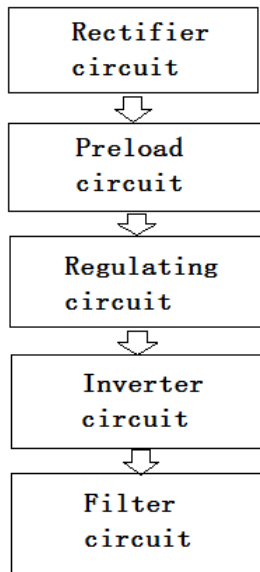 Rectifier
circuit
Preload
circuit
Regulating
circuit
Inverter
circuit
Filter
circuit